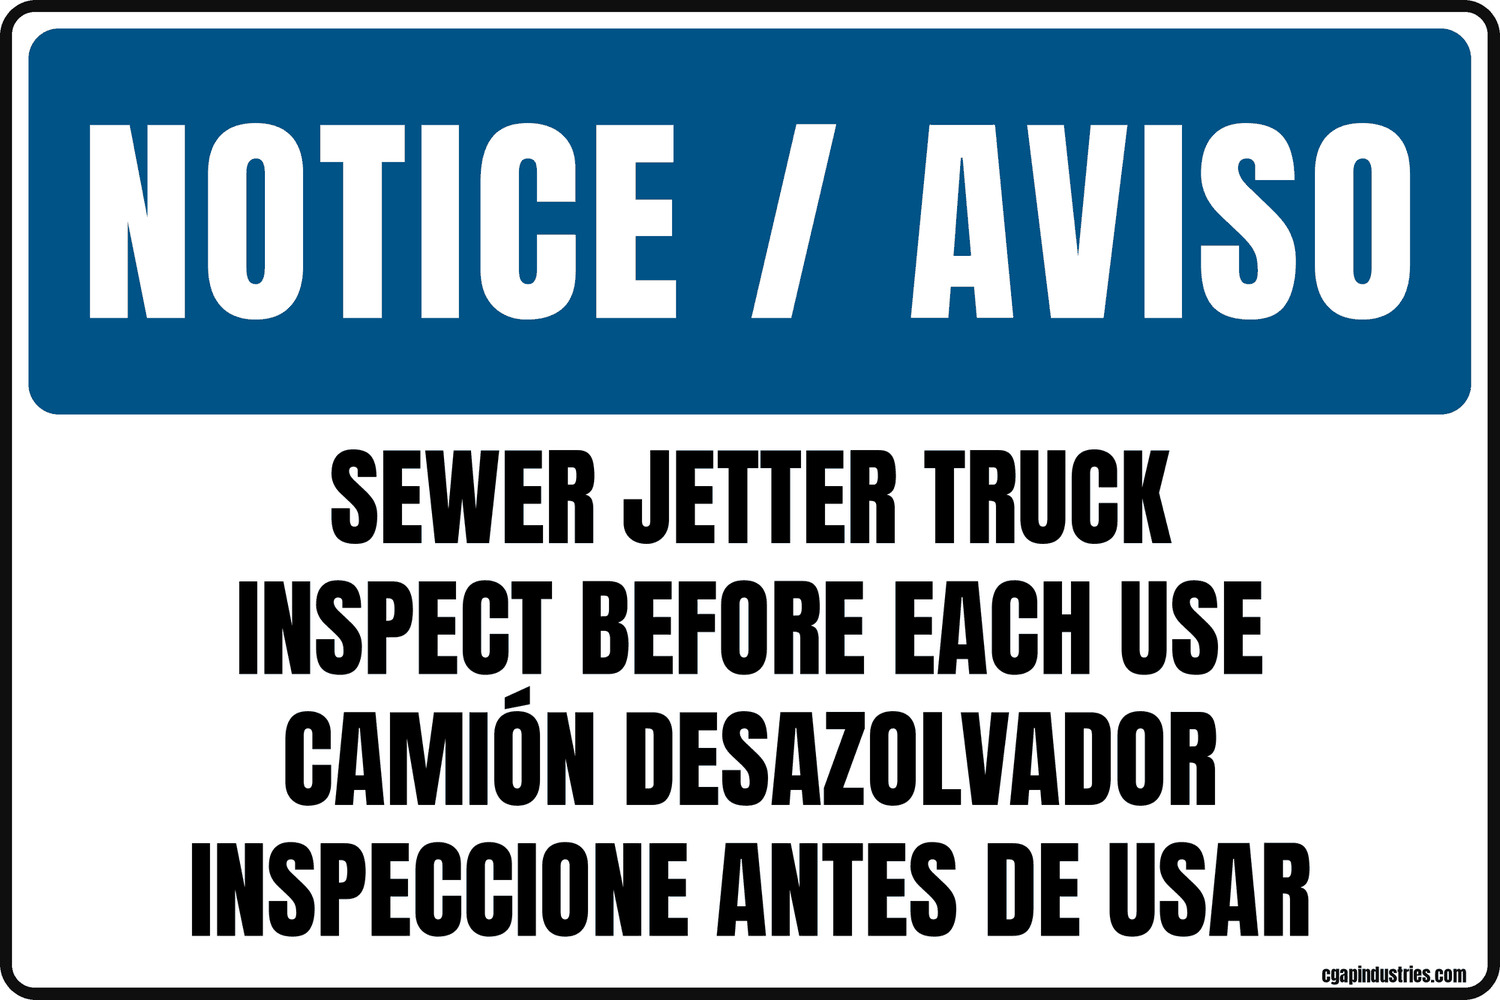 NOTICE / AVISO
SEWER JETTER TRUCK
INSPECT BEFORE EACH USE
CAMIÓN DESAZOLVADOR
INSPECCIONE ANTES DE USAR
cgapindustries.com